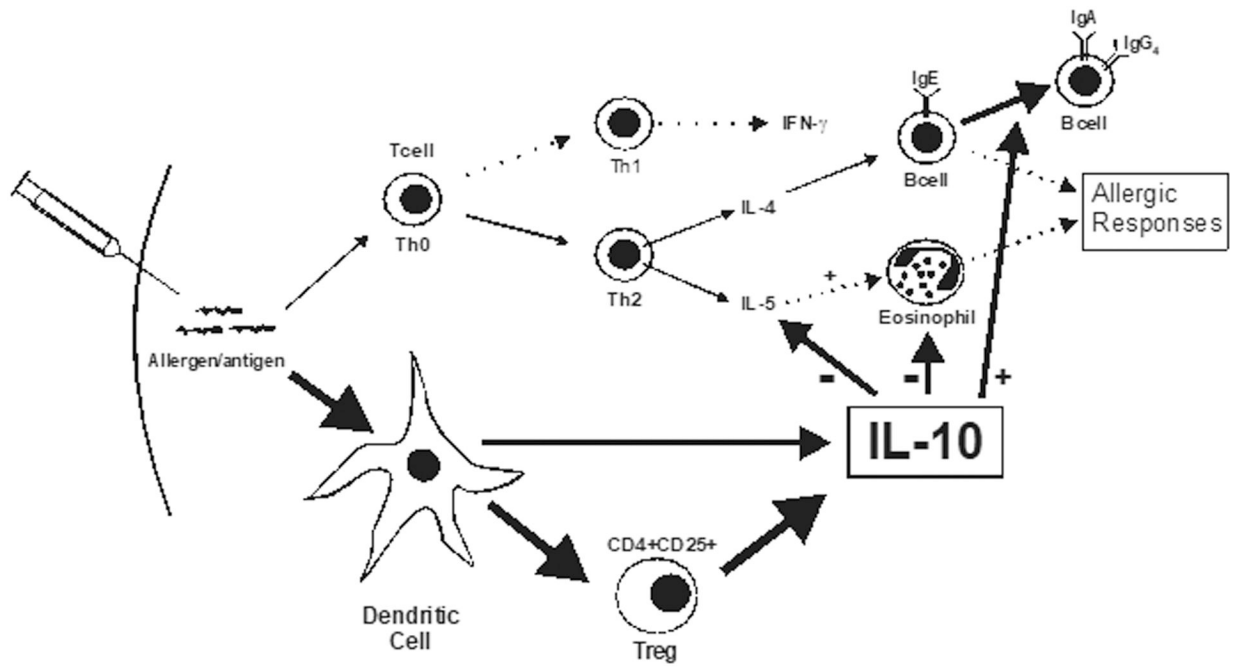 IgA
IgG4
IgE
Bcell
IFN-γ
Tcell
Th1
Bcell
Allergic
Responses
IL-4
Th0
+
Th2
IL-5
Eosinophil
Allergen/antigen
-
-
+
IL-10
CD4+CD25+
Dendritic
Cell
Treg